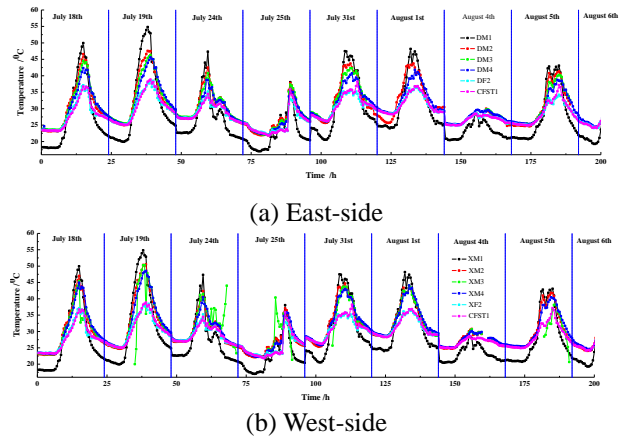 July 18th July 19th July 24th July 25th July 31st August 1st August 4th August 5th August 6th
DM1
DM2
DM3
DM4
DF2
CFST1
Temperature /⁰C
60
55
50
45
40
35
30
25
20
0 25 50 75 100 125 150 175 200
Time /h
(a) East-side
July 18th July 19th July 24th July 25th July 31st August 1st August 4th August 5th August 6th
XM1
XM2
XM3
XM4
XF2
CFST1
Temperature /⁰C
60
55
50
45
40
35
30
25
20
0 25 50 75 100 125 150 175 200
Time /h
(b) West-side